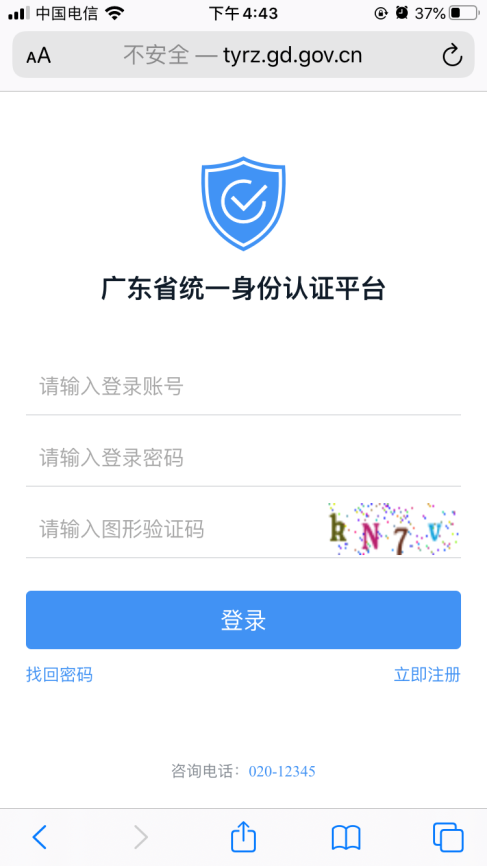 中国电信 下午4:43 37%
AA 不安全 — tyrz.gd.gov.cn
广东省统一身份认证平台
请输入登录账号
请输入登录密码
请输入图形验证码 kN7v
登录
找回密码 立即注册
咨询电话：020-12345